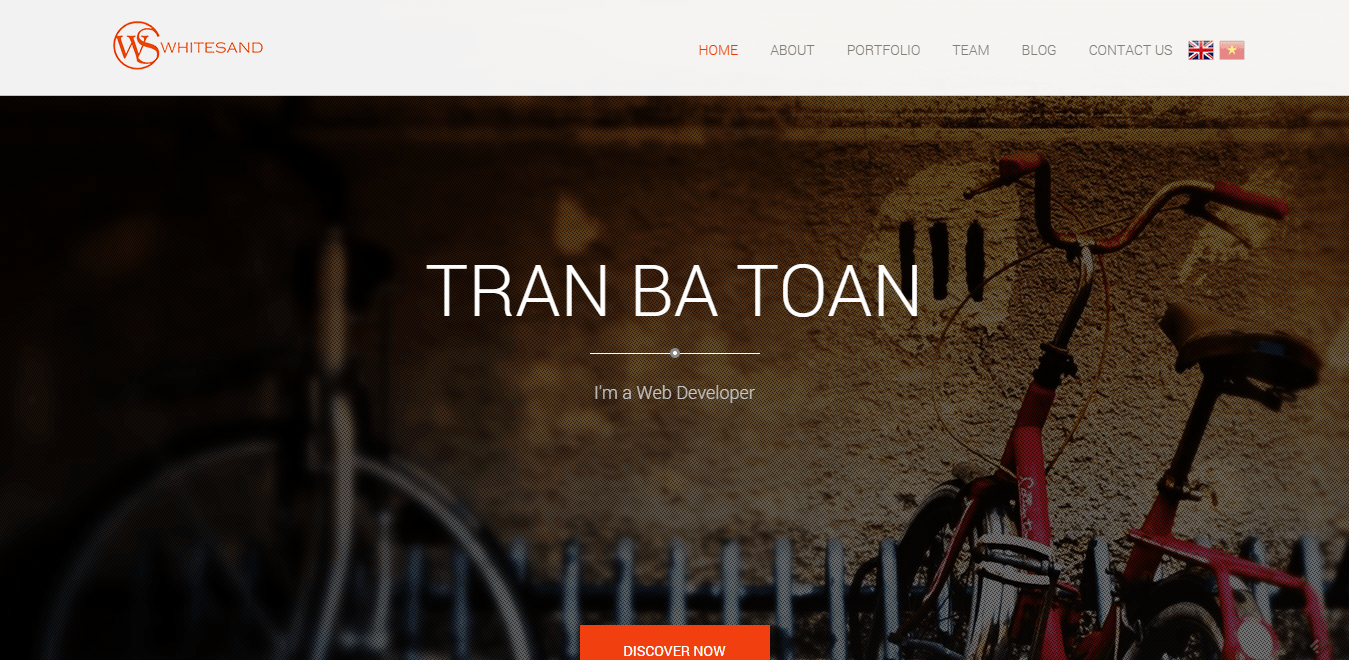 WS WHITESAND
HOME ABOUT PORTFOLIO TEAM BLOG CONTACT US
TRAN BA TOAN
I'm a Web Developer
DISCOVER NOW